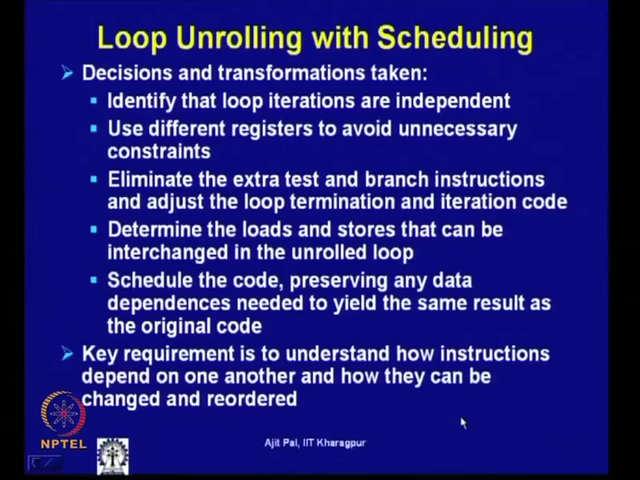 Loop Unrolling with Scheduling
Decisions and transformations taken:
Identify that loop iterations are independent
Use different registers to avoid unnecessary
constraints
Eliminate the extra test and branch instructions
and adjust the loop termination and iteration code
Determine the loads and stores that can be
interchanged in the unrolled loop
Schedule the code, preserving any data
dependences needed to yield the same result as
the original code
Key requirement is to understand how instructions
depend on one another and how they can be
changed and reordered
NPTEL
Ajit Pal, IIT Kharagpur